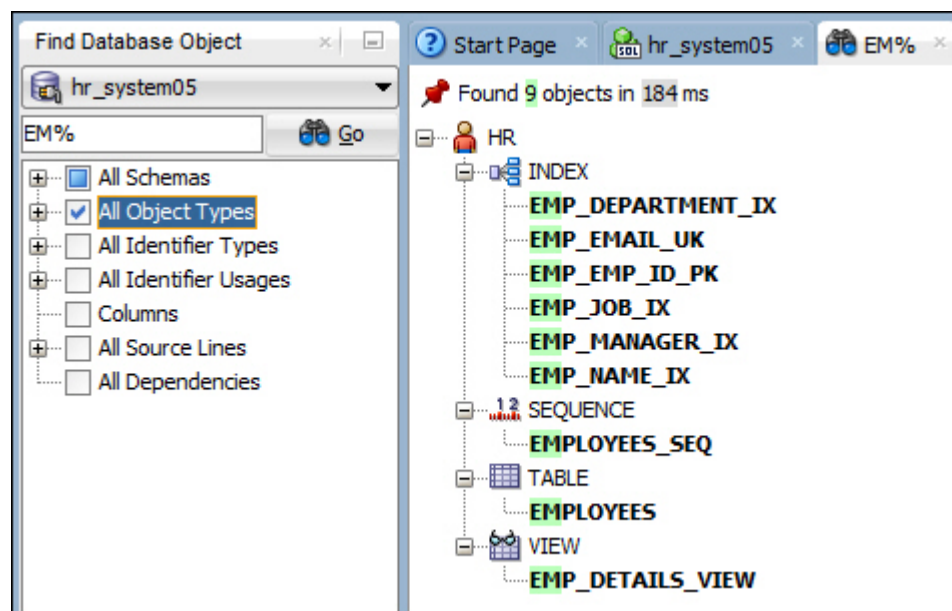 Find Database Object
hr_system05
EM%
Go
All Schemas
All Object Types
All Identifier Types
All Identifier Usages
Columns
All Source Lines
All Dependencies
Start Page
hr_system05
EM%
Found 9 objects in 184 ms
HR
INDEX
EMP_DEPARTMENT_IX
EMP_EMAIL_UK
EMP_EMP_ID_PK
EMP_JOB_IX
EMP_MANAGER_IX
EMP_NAME_IX
SEQUENCE
EMPLOYEES_SEQ
TABLE
EMPLOYEES
VIEW
EMP_DETAILS_VIEW